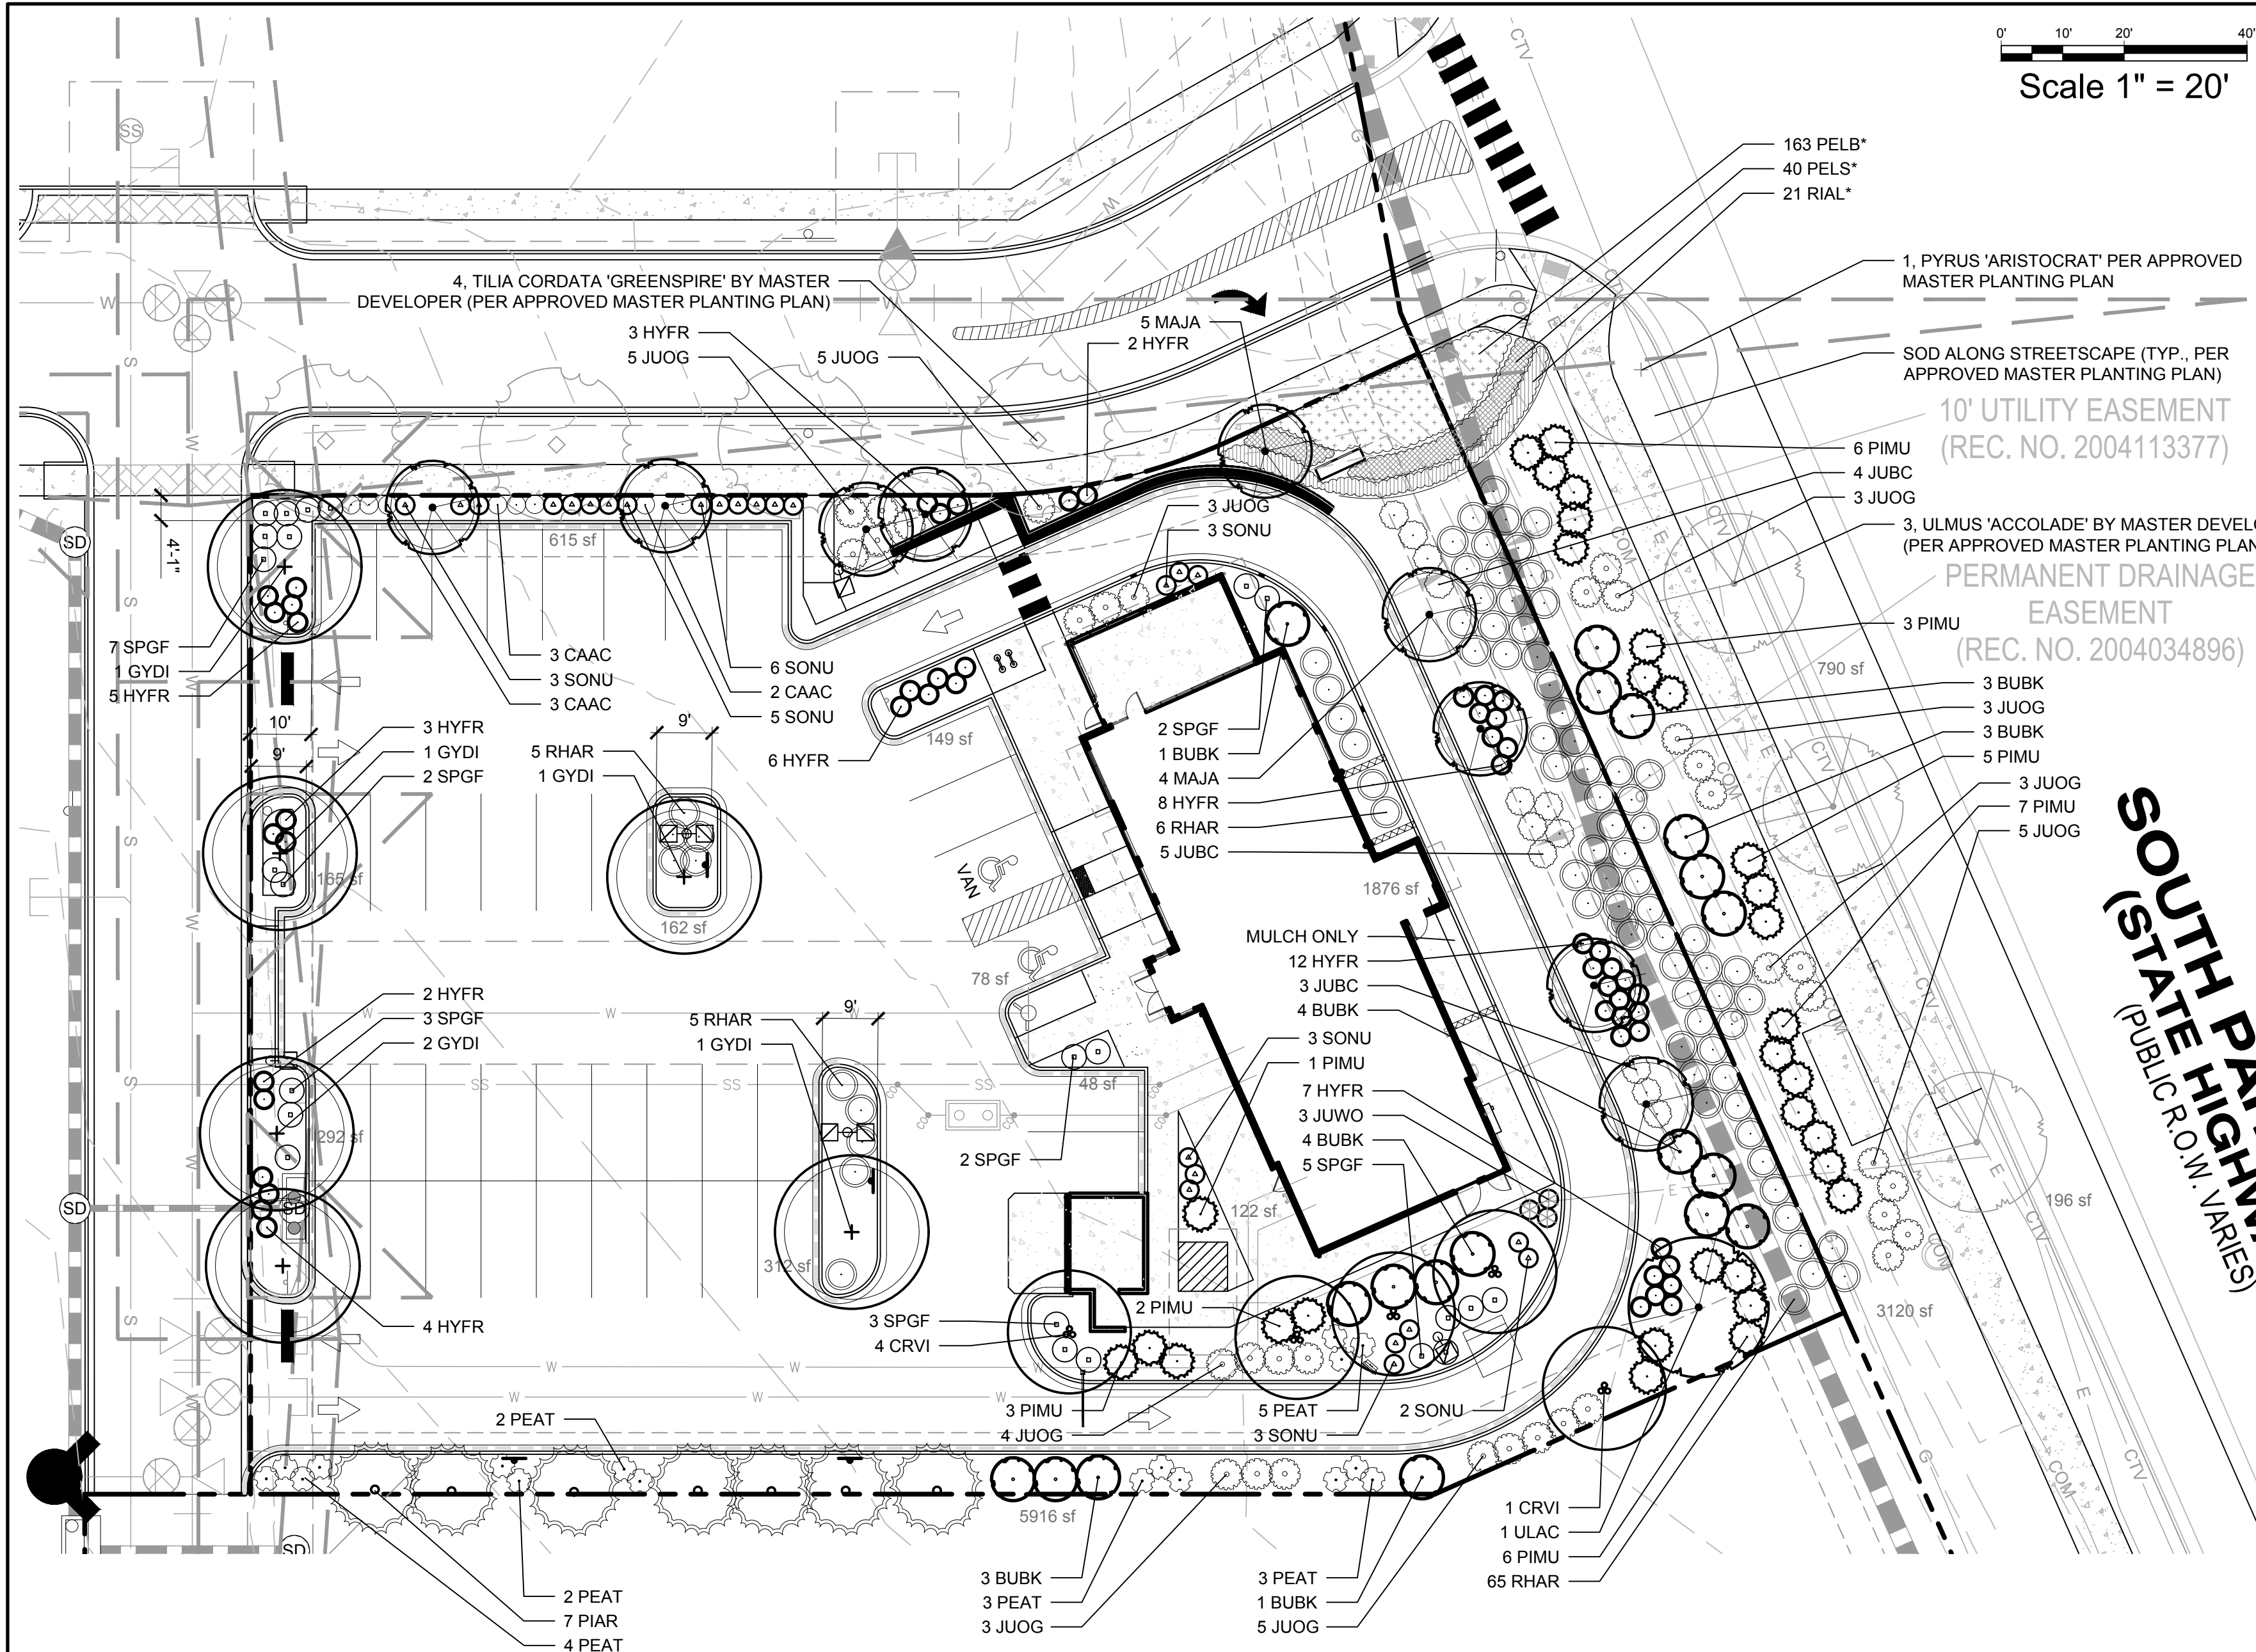 0' 10' 20' 40'
Scale 1" = 20'
163 PELB*
40 PELS*
21 RIAL*
1, PYRUS 'ARISTOCRAT' PER APPROVED
MASTER PLANTING PLAN
SOD ALONG STREETSCAPE (TYP., PER
APPROVED MASTER PLANTING PLAN)
10' UTILITY EASEMENT
(REC. NO. 2004113377)
6 PIMU
4 JUBC
3 JUOG
3, ULMUS 'ACCOLADE' BY MASTER DEVELO
(PER APPROVED MASTER PLANTING PLAN
PERMANENT DRAINAGE
EASEMENT
(REC. NO. 2004034896)
3 PIMU
790 sf
3 BUBK
3 JUOG
3 BUBK
5 PIMU
3 JUOG
7 PIMU
5 JUOG
SOUTH PAR
(STATE HIGHWA
(PUBLIC R.O.W. VARIES)
196 sf
3120 sf
4, TILIA CORDATA 'GREENSPIRE' BY MASTER
DEVELOPER (PER APPROVED MASTER PLANTING PLAN)
3 HYFR
5 JUOG
5 JUOG
5 MAJA
2 HYFR
615 sf
4'-1"
3 JUOG
3 SONU
7 SPGF
1 GYDI
5 HYFR
3 CAAC
3 SONU
3 CAAC
6 SONU
2 CAAC
5 SONU
10'
9'
3 HYFR
1 GYDI
2 SPGF
165 sf
9'
5 RHAR
1 GYDI
162 sf
6 HYFR
149 sf
VAN
78 sf
2 SPGF
1 BUBK
4 MAJA
8 HYFR
6 RHAR
5 JUBC
1876 sf
MULCH ONLY
12 HYFR
3 JUBC
4 BUBK
3 SONU
1 PIMU
7 HYFR
3 JUWO
4 BUBK
5 SPGF
2 HYFR
3 SPGF
2 GYDI
292 sf
9'
5 RHAR
1 GYDI
312 sf
48 sf
2 SPGF
122 sf
4 HYFR
3 SPGF
4 CRVI
2 PIMU
3 PIMU
4 JUOG
5 PEAT
3 SONU
2 SONU
2 PEAT
5916 sf
2 PEAT
7 PIAR
4 PEAT
3 BUBK
3 PEAT
3 JUOG
3 PEAT
1 BUBK
5 JUOG
1 CRVI
1 ULAC
6 PIMU
65 RHAR
SS
SD
SD
SD
SD
W
S
CTV
COM
E
G
CO